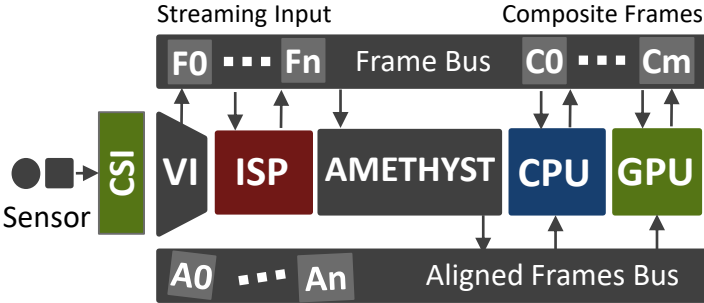 Streaming Input Composite Frames
F0 ... Fn Frame Bus C0 ... Cm
Sensor CSI VI ISP AMETHYST CPU GPU
A0 ... An Aligned Frames Bus